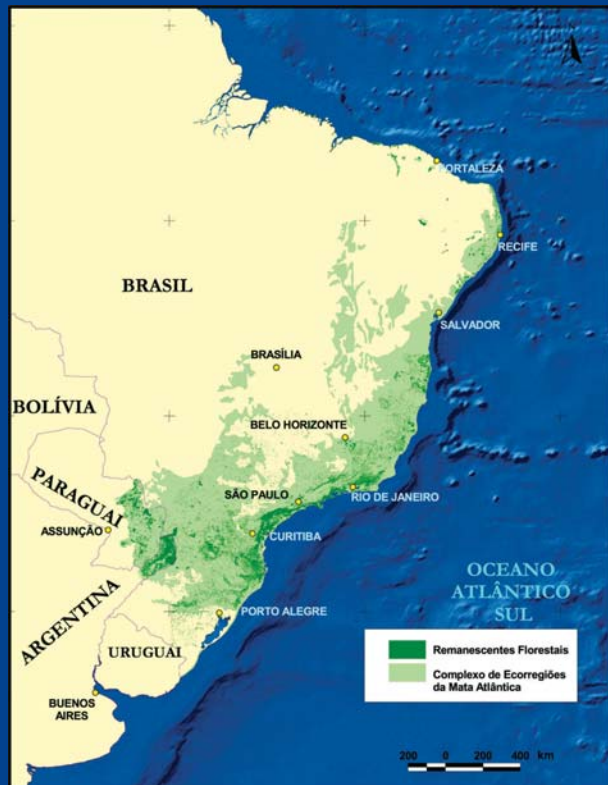 FORTALEZA
RECIFE
BRASIL
SALVADOR
BRASÍLIA
BOLÍVIA
BELO HORIZONTE
PARAGUAI
SÃO PAULO
RIO DE JANEIRO
ASSUNÇÃO
CURITIBA
OCEANO
ATLÂNTICO
SUL
ARGENTINA
PORTO ALEGRE
URUGUAI
Remanescentes Florestais
Complexo de Ecorregiões
da Mata Atlântica
BUENOS
AIRES
200 0 200 400 km